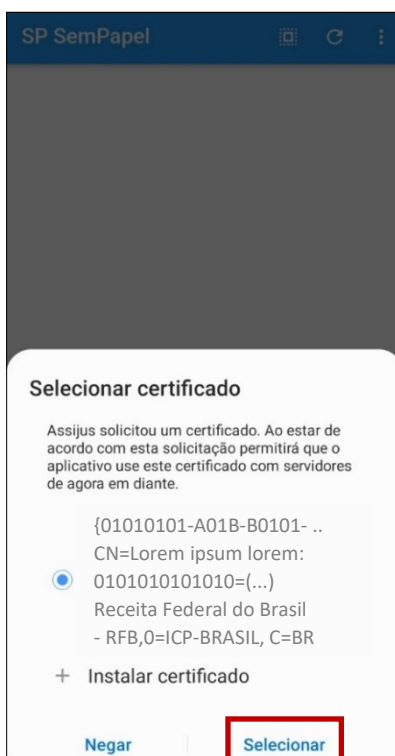 SP SemPapel
Selecionar certificado
Assijus solicitou um certificado. Ao estar de
acordo com esta solicitação permitirá que o
aplicativo use este certificado com servidores
de agora em diante.
{01010101-A01B-B0101- ..
CN=Lorem ipsum lorem:
0101010101010=(...)
Receita Federal do Brasil
- RFB,0=ICP-BRASIL, C=BR
+ Instalar certificado
Negar Selecionar